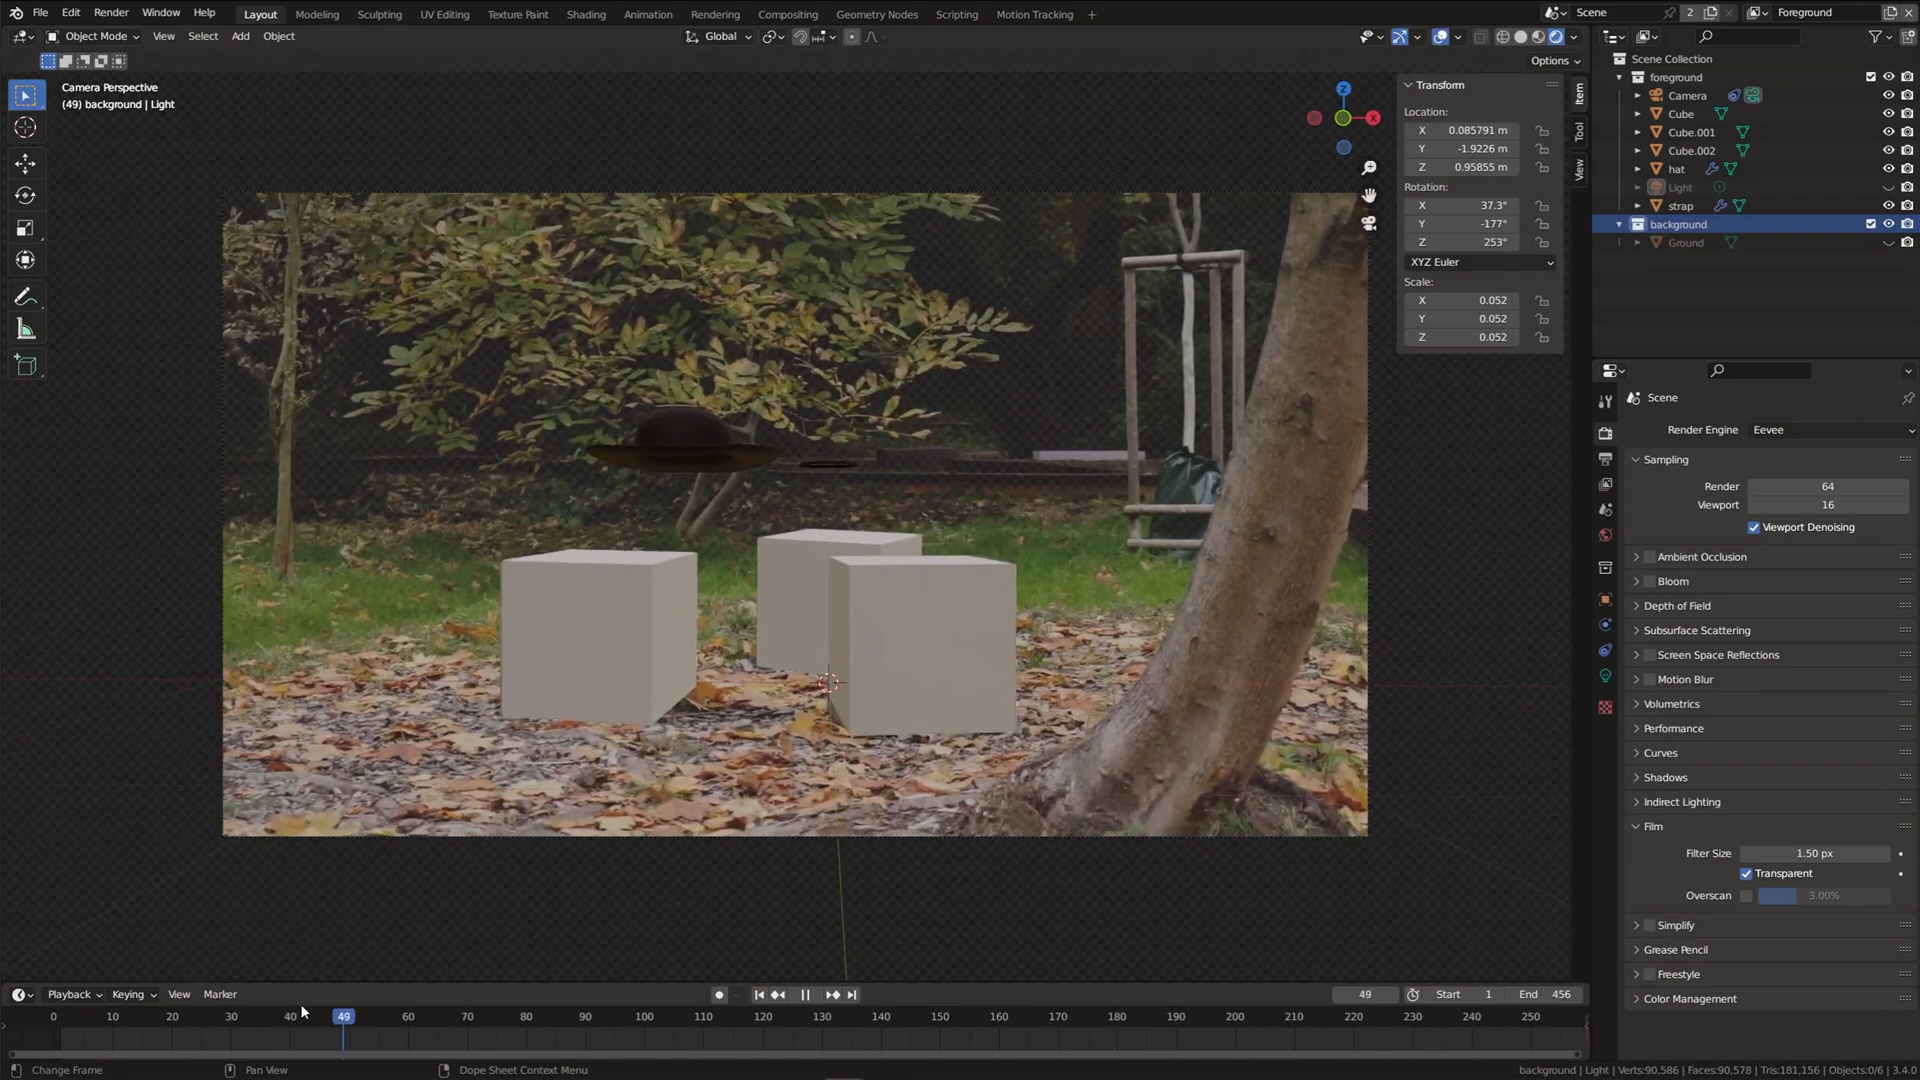 File Edit Render Window Help Layout Modeling Sculpting UV Editing Texture Paint Shading Animation Rendering Compositing Geometry Nodes Scripting Motion Tracking + Scene 2 Foreground
Object Mode View Select Add Object Global
Options
Camera Perspective
(49) background | Light
Z
X
Transform
Location:
X 0.085791 m
Y -1.9226 m
Z 0.95855 m
Rotation:
X 37.3°
Y -177°
Z 253°
XYZ Euler
Scale:
X 0.052
Y 0.052
Z 0.052
Item
Tool
View
Scene Collection
foreground
Camera
Cube
Cube.001
Cube.002
hat
Light
strap
background
Ground
Scene
Render Engine Eevee
Sampling
Render 64
Viewport 16
Viewport Denoising
Ambient Occlusion
Bloom
Depth of Field
Subsurface Scattering
Screen Space Reflections
Motion Blur
Volumetrics
Performance
Curves
Shadows
Indirect Lighting
Film
Filter Size 1.50 px
Transparent
Overscan 3.00%
Simplify
Grease Pencil
Freestyle
Color Management
Playback Keying View Marker 49 Start 1 End 456
0 10 20 30 40 49 60 70 80 90 100 110 120 130 140 150 160 170 180 190 200 210 220 230 240 250
Change Frame Pan View Dope Sheet Context Menu background | Light | Verts:90,586 | Faces:90,578 | Tris:181,156 | Objects:0/6 | 3.4.0